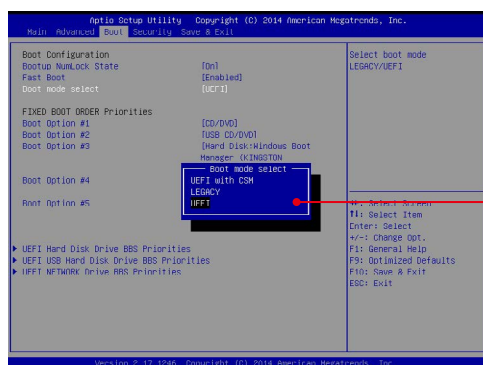 Aptio Setup Utility Copyright (C) 2014 American Megatrends, Inc.
Main Advanced Boot Security Save & Exit
Boot Configuration
Bootup NumLock State [On]
Fast Boot [Enabled]
Boot mode select [UEFI]
FIXED BOOT ORDER Priorities
Boot Option #1 [CD/DVD]
Boot Option #2 [USB CD/DVD]
Boot Option #3 [Hard Disk:Windows Boot
Manager (KINGSTON
Boot mode select
UEFI with CSM
LEGACY
UEFI
Boot Option #4
Boot Option #5
UEFI Hard Disk Drive BBS Priorities
UEFI USB Hard Disk Drive BBS Priorities
UEFI NETWORK Drive BBS Priorities
Select boot mode
LEGACY/UEFI
: Select Screen
↑↓: Select Item
Enter: Select
+/-: Change Opt.
F1: General Help
F9: Optimized Defaults
F10: Save & Exit
ESC: Exit
Version 2.17.1246. Copyright (C) 2014 American Megatrends, Inc.